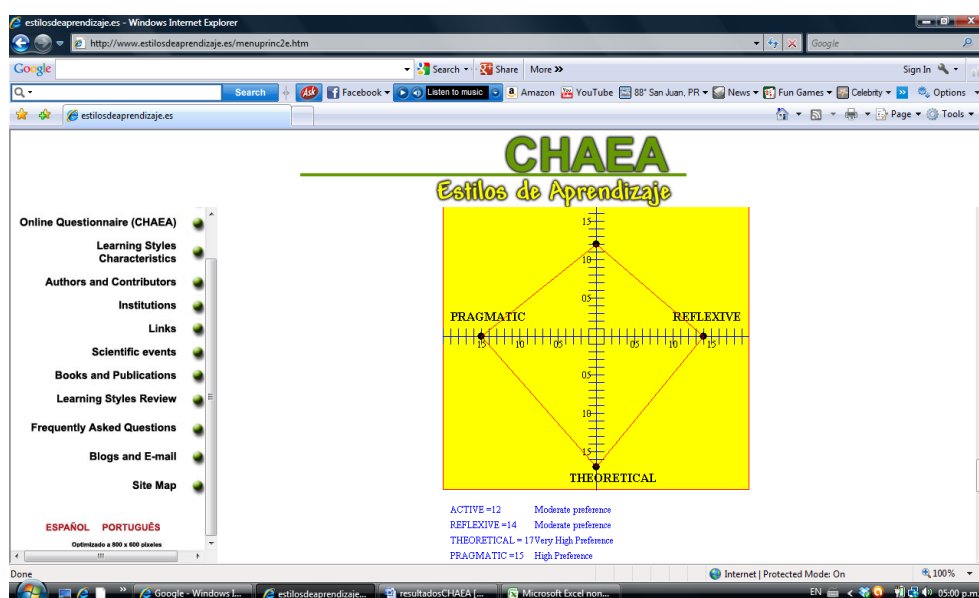 estilosdeaprendizaje.es - Windows Internet Explorer
http://www.estilosdeaprendizaje.es/menuprinc2e.htm
Google
Google
Search
Share
More »
Sign In
Search
Facebook
Listen to music
Amazon
YouTube
88° San Juan, PR
News
Fun Games
Celebrity
Options
estilosdeaprendizaje.es
Page
Tools
CHAEA
Estilos de Aprendizaje
Online Questionnaire (CHAEA)
Learning Styles
Characteristics
Authors and Contributors
Institutions
Links
Scientific events
Books and Publications
Learning Styles Review
Frequently Asked Questions
Blogs and E-mail
Site Map
ESPAÑOL PORTUGUÊS
Optimizado a 800 x 600 píxeles
15
10
05
PRAGMATIC
REFLEXIVE
15 10 05 05 10 15
05
10
15
THEORETICAL
ACTIVE =12 Moderate preference
REFLEXIVE =14 Moderate preference
THEORETICAL = 17 Very High Preference
PRAGMATIC =15 High Preference
Done
Internet | Protected Mode: On
100%
Google - Windows I...
estilosdeaprendizaje...
resultadosCHAEA [...
Microsoft Excel non...
EN
05:00 p.m.